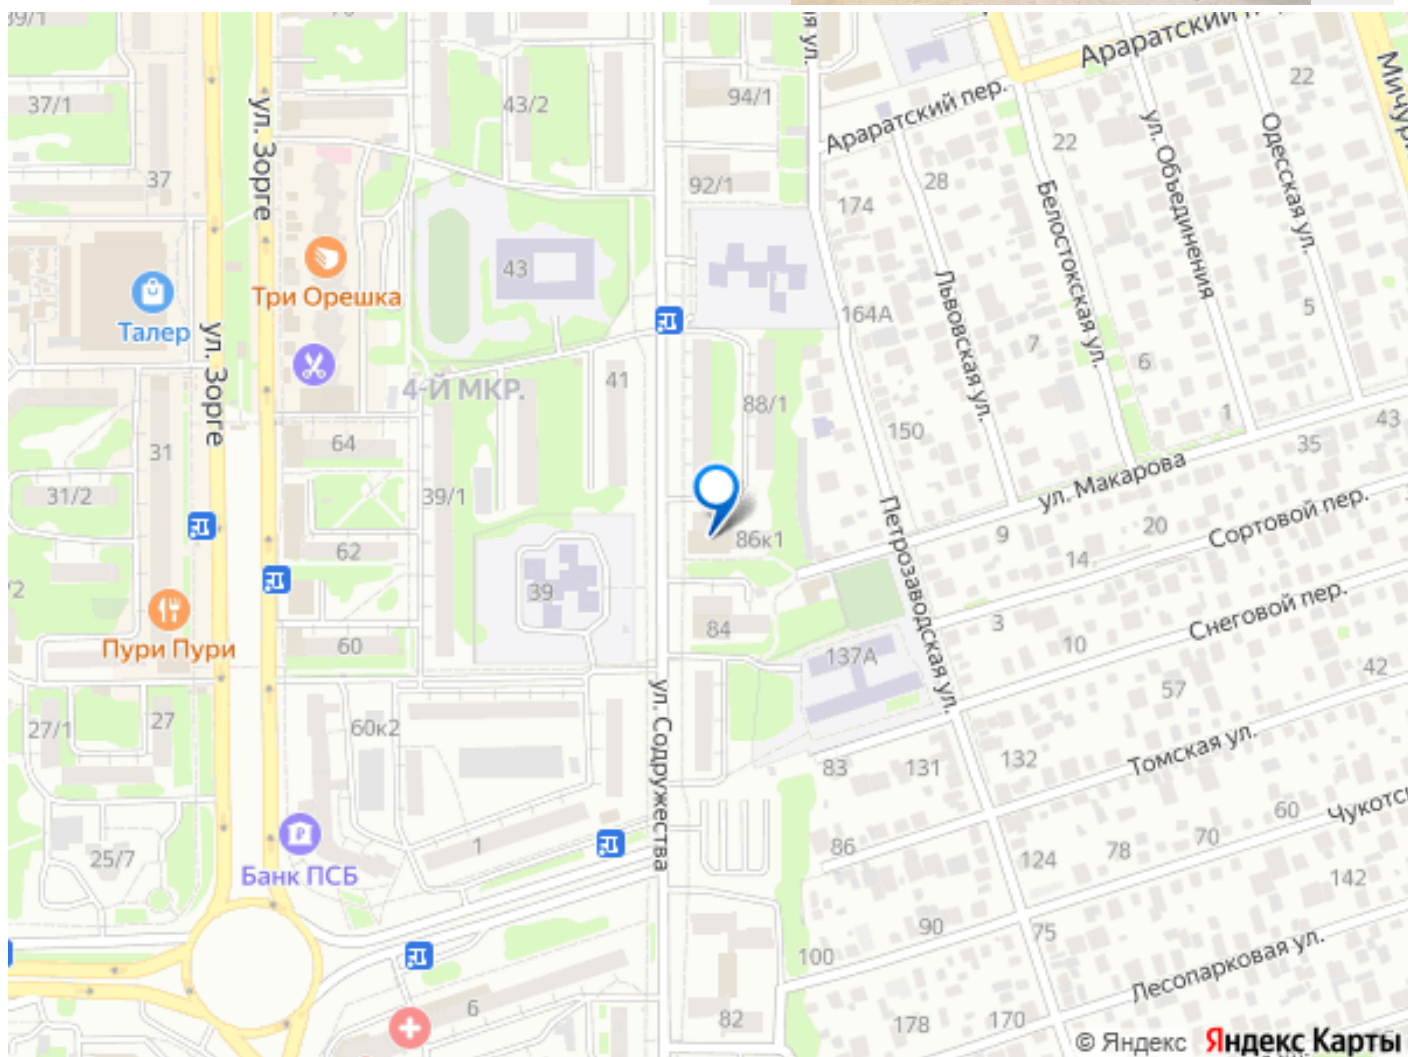 Араратский
22
Мичури
37/1
43/2
94/1
Араратский пер.
ул. Зорге
22
ул. Объединения
Одесская ул.
37
92/1
28
Белостокская ул.
174
43
Три Орешка
Львовская ул.
Талер
164А
5
ул. Зорге
7
6
41
4-Й МКР.
88/1
1
43
31
64
150
35
ул. Макарова
31/2
39/1
Петрозаводская ул.
20
Сортовой пер.
86к1
9
62
14
39
Снеговой пер.
84
3
10
Пури Пури
60
137А
42
57
ул. Содружества
27/1
27
60к2
132
Томская ул.
83
131
60
Чукотс
1
70
86
78
25/7
124
Банк ПСБ
142
90
75
100
Лесопарковая ул.
6
82
178
170
© Яндекс
Яндекс Карты